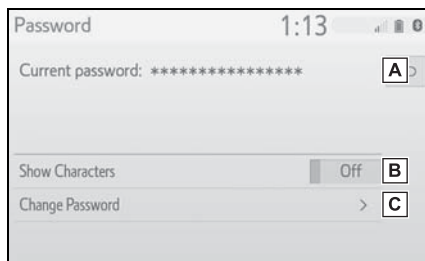 Password 1:13
Current password: **************** A
Show Characters Off B
Change Password > C